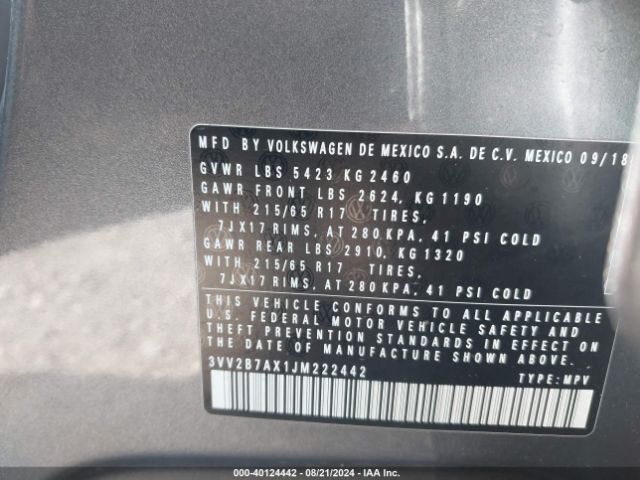 MFD BY VOLKSWAGEN DE MEXICO S.A. DE C.V. MEXICO 09/18
GVWR LBS 5423 KG 2460
GAWR FRONT LBS 2624, KG 1190
WITH 215/65 R17 TIRES,
7JX17 RIMS, AT 280 KPA, 41 PSI COLD
GAWR REAR LBS 2910, KG 1320
WITH 215/65 R17 TIRES,
7JX17 RIMS, AT 280 KPA, 41 PSI COLD
THIS VEHICLE CONFORMS TO ALL APPLICABLE
U.S. FEDERAL MOTOR VEHICLE SAFETY AND
THEFT PREVENTION STANDARDS IN EFFECT ON
THE DATE OF MANUFACTURE SHOWN ABOVE.
3VV2B7AX1JM222442 TYPE: MPV
000-40124442 - 08/21/2024 - IAA Inc.